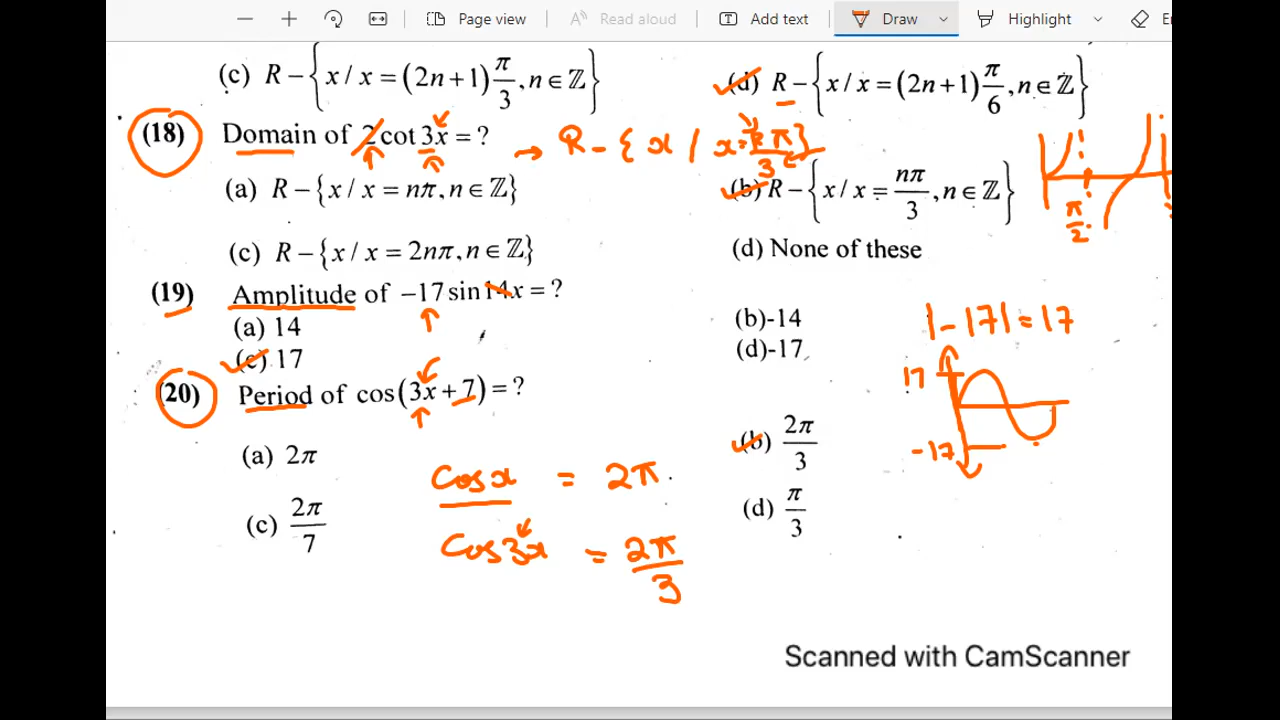 Page view
Read aloud
Add text
Draw
Highlight
(c) R − {x / x = (2n+1) π/3, n ∈ ℤ}
(d) R − {x / x = (2n+1) π/6, n ∈ ℤ}
(18) Domain of 2 cot 3x = ?
→ R − { x / x =
π/3 }
(a) R − {x / x = nπ, n ∈ ℤ}
(b) R − {x / x = nπ/3, n ∈ ℤ}
π/2
(c) R − {x / x = 2nπ, n ∈ ℤ}
(d) None of these
(19) Amplitude of −17 sin 14x = ?
(a) 14
(b)-14
|−17| = 17
(c) 17
(d)-17
17
−17
(20) Period of cos(3x + 7) = ?
(a) 2π
(b) 2π/3
cos x = 2π
(c) 2π/7
(d) π/3
cos 3x = 2π/3
Scanned with CamScanner